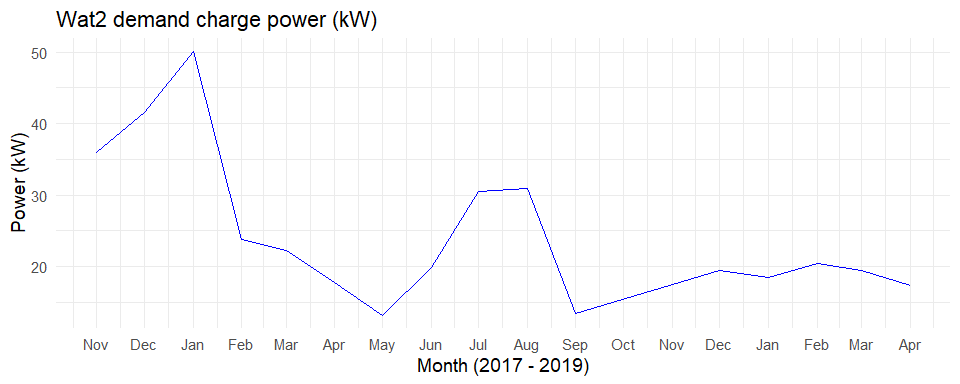 Wat2 demand charge power (kW)
Power (kW)
50
40
30
20
Nov Dec Jan Feb Mar Apr May Jun Jul Aug Sep Oct Nov Dec Jan Feb Mar Apr
Month (2017 - 2019)